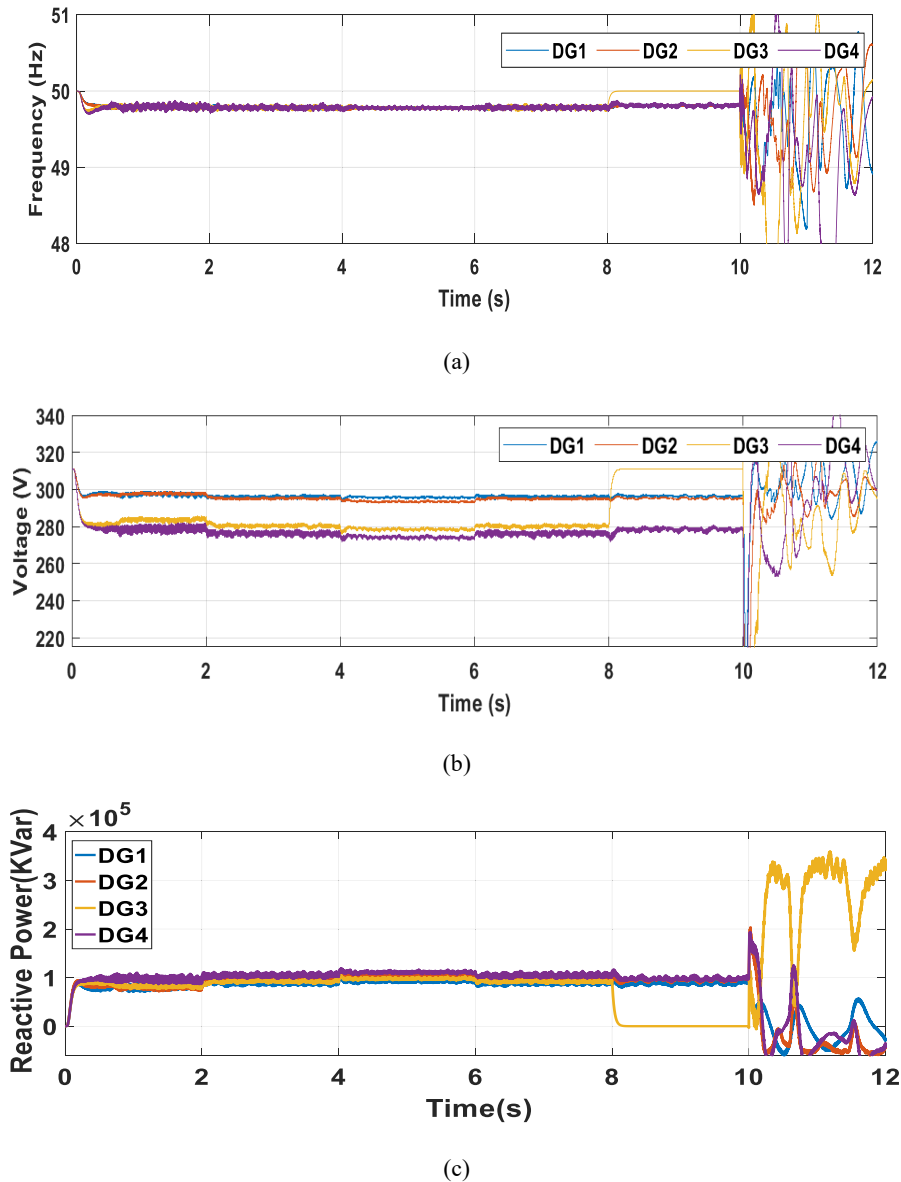 51
50
49
48
Frequency (Hz)
DG1 DG2 DG3 DG4
0 2 4 6 8 10 12
Time (s)
(a)
340
320
300
280
260
240
220
Voltage (V)
DG1 DG2 DG3 DG4
0 2 4 6 8 10 12
Time (s)
(b)
×10^5
4
3
2
1
0
Reactive Power(KVar)
DG1
DG2
DG3
DG4
0 2 4 6 8 10 12
Time(s)
(c)